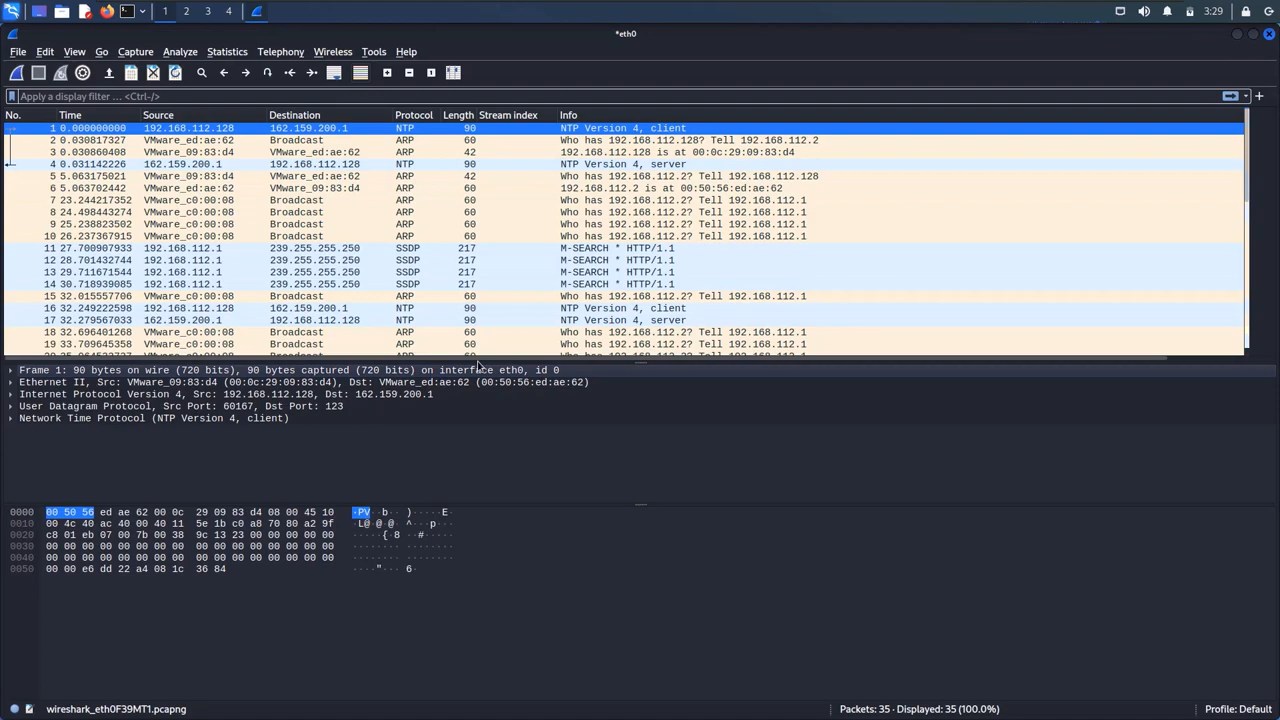 1 2 3 4 3:29
*eth0
File Edit View Go Capture Analyze Statistics Telephony Wireless Tools Help
Apply a display filter … <Ctrl-/>
No. Time Source Destination Protocol Length Stream index Info
1 0.000000000 192.168.112.128 162.159.200.1 NTP 90 NTP Version 4, client
2 0.030817327 VMware_ed:ae:62 Broadcast ARP 60 Who has 192.168.112.128? Tell 192.168.112.2
3 0.030860408 VMware_09:83:d4 VMware_ed:ae:62 ARP 42 192.168.112.128 is at 00:0c:29:09:83:d4
4 0.031142226 162.159.200.1 192.168.112.128 NTP 90 NTP Version 4, server
5 5.063175021 VMware_09:83:d4 VMware_ed:ae:62 ARP 42 Who has 192.168.112.2? Tell 192.168.112.128
6 5.063702442 VMware_ed:ae:62 VMware_09:83:d4 ARP 60 192.168.112.2 is at 00:50:56:ed:ae:62
7 23.244217352 VMware_c0:00:08 Broadcast ARP 60 Who has 192.168.112.2? Tell 192.168.112.1
8 24.498443274 VMware_c0:00:08 Broadcast ARP 60 Who has 192.168.112.2? Tell 192.168.112.1
9 25.238823502 VMware_c0:00:08 Broadcast ARP 60 Who has 192.168.112.2? Tell 192.168.112.1
10 26.237367915 VMware_c0:00:08 Broadcast ARP 60 Who has 192.168.112.2? Tell 192.168.112.1
11 27.700907933 192.168.112.1 239.255.255.250 SSDP 217 M-SEARCH * HTTP/1.1
12 28.701432744 192.168.112.1 239.255.255.250 SSDP 217 M-SEARCH * HTTP/1.1
13 29.711671544 192.168.112.1 239.255.255.250 SSDP 217 M-SEARCH * HTTP/1.1
14 30.718939085 192.168.112.1 239.255.255.250 SSDP 217 M-SEARCH * HTTP/1.1
15 32.015557706 VMware_c0:00:08 Broadcast ARP 60 Who has 192.168.112.2? Tell 192.168.112.1
16 32.249222598 192.168.112.128 162.159.200.1 NTP 90 NTP Version 4, client
17 32.279567033 162.159.200.1 192.168.112.128 NTP 90 NTP Version 4, server
18 32.696401268 VMware_c0:00:08 Broadcast ARP 60 Who has 192.168.112.2? Tell 192.168.112.1
19 33.709645408 VMware_c0:00:08 Broadcast ARP 60 Who has 192.168.112.2? Tell 192.168.112.1
VMware_c0:00:08 Broadcast ARP 60 Who has 192.168.112.2? Tell 192.168.112.1
Frame 1: 90 bytes on wire (720 bits), 90 bytes captured (720 bits) on interface eth0, id 0
Ethernet II, Src: VMware_09:83:d4 (00:0c:29:09:83:d4), Dst: VMware_ed:ae:62 (00:50:56:ed:ae:62)
Internet Protocol Version 4, Src: 192.168.112.128, Dst: 162.159.200.1
User Datagram Protocol, Src Port: 60167, Dst Port: 123
Network Time Protocol (NTP Version 4, client)
0000 00 50 56 ed ae 62 00 0c 29 09 83 d4 08 00 45 10 ·PV··b·· )·····E·
0010 00 4c 40 ac 40 00 40 11 5e 1b c0 a8 70 80 a2 9f ·L@·@·@· ^···p···
0020 c8 01 eb 07 00 7b 00 38 9c 13 23 00 00 00 00 00 ·····{·8 ··#·····
0030 00 00 00 00 00 00 00 00 00 00 00 00 00 00 00 00 ········ ········
0040 00 00 00 00 00 00 00 00 00 00 00 00 00 00 00 00 ········ ········
0050 00 00 e6 dd 22 a4 08 1c 36 84 ····"··· 6·
wireshark_eth0F39MT1.pcapng Packets: 35 · Displayed: 35 (100.0%) Profile: Default